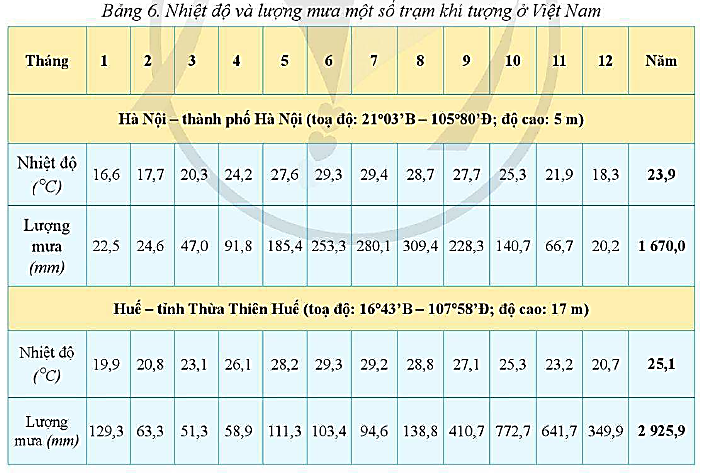 Bảng 6. Nhiệt độ và lượng mưa một số trạm khí tượng ở Việt Nam
Tháng 1 2 3 4 5 6 7 8 9 10 11 12 Năm
Hà Nội – thành phố Hà Nội (toạ độ: 21°03’B – 105°80’Đ; độ cao: 5 m)
Nhiệt độ (°C) 16,6 17,7 20,3 24,2 27,6 29,3 29,4 28,7 27,7 25,3 21,9 18,3 23,9
Lượng mưa (mm) 22,5 24,6 47,0 91,8 185,4 253,3 280,1 309,4 228,3 140,7 66,7 20,2 1 670,0
Huế – tỉnh Thừa Thiên Huế (toạ độ: 16°43’B – 107°58’Đ; độ cao: 17 m)
Nhiệt độ (°C) 19,9 20,8 23,1 26,1 28,2 29,3 29,2 28,8 27,1 25,3 23,2 20,7 25,1
Lượng mưa (mm) 129,3 63,3 51,3 58,9 111,3 103,4 94,6 138,8 410,7 772,7 641,7 349,9 2 925,9